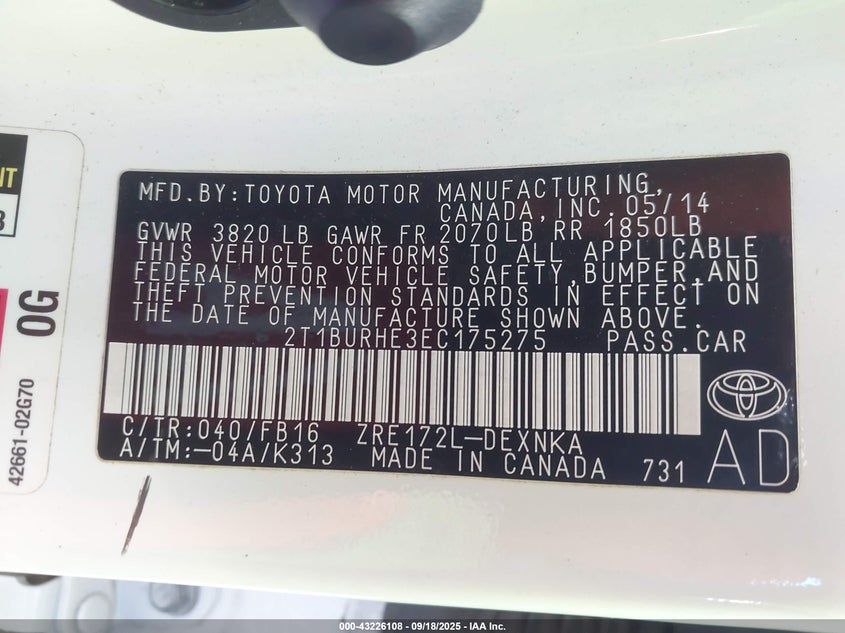 MFD.BY:TOYOTA MOTOR MANUFACTURING,
CANADA,INC. 05/14
GVWR 3820 LB GAWR FR 2070LB RR 1850LB
THIS VEHICLE CONFORMS TO ALL APPLICABLE
FEDERAL MOTOR VEHICLE SAFETY,BUMPER,AND
THEFT PREVENTION STANDARDS IN EFFECT ON
THE DATE OF MANUFACTURE SHOWN ABOVE.
2T1BURHE3EC175275 PASS.CAR
C/TR:040/FB16 ZRE172L-DEXNKA
A/TM:-04A/K313 MADE IN CANADA 731
AD
0G
42661-02G70
000-43226108 - 09/18/2025 - IAA Inc.